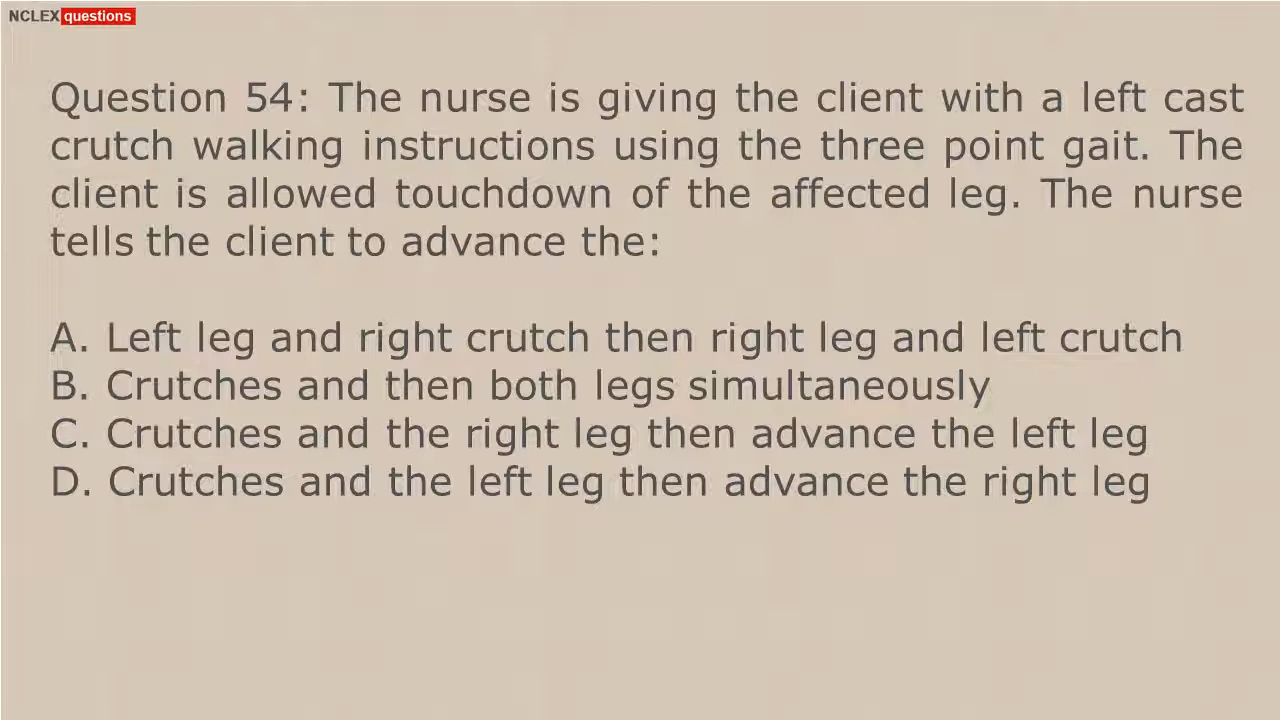 NCLEX questions
Question 54: The nurse is giving the client with a left cast
crutch walking instructions using the three point gait. The
client is allowed touchdown of the affected leg. The nurse
tells the client to advance the:
A. Left leg and right crutch then right leg and left crutch
B. Crutches and then both legs simultaneously
C. Crutches and the right leg then advance the left leg
D. Crutches and the left leg then advance the right leg